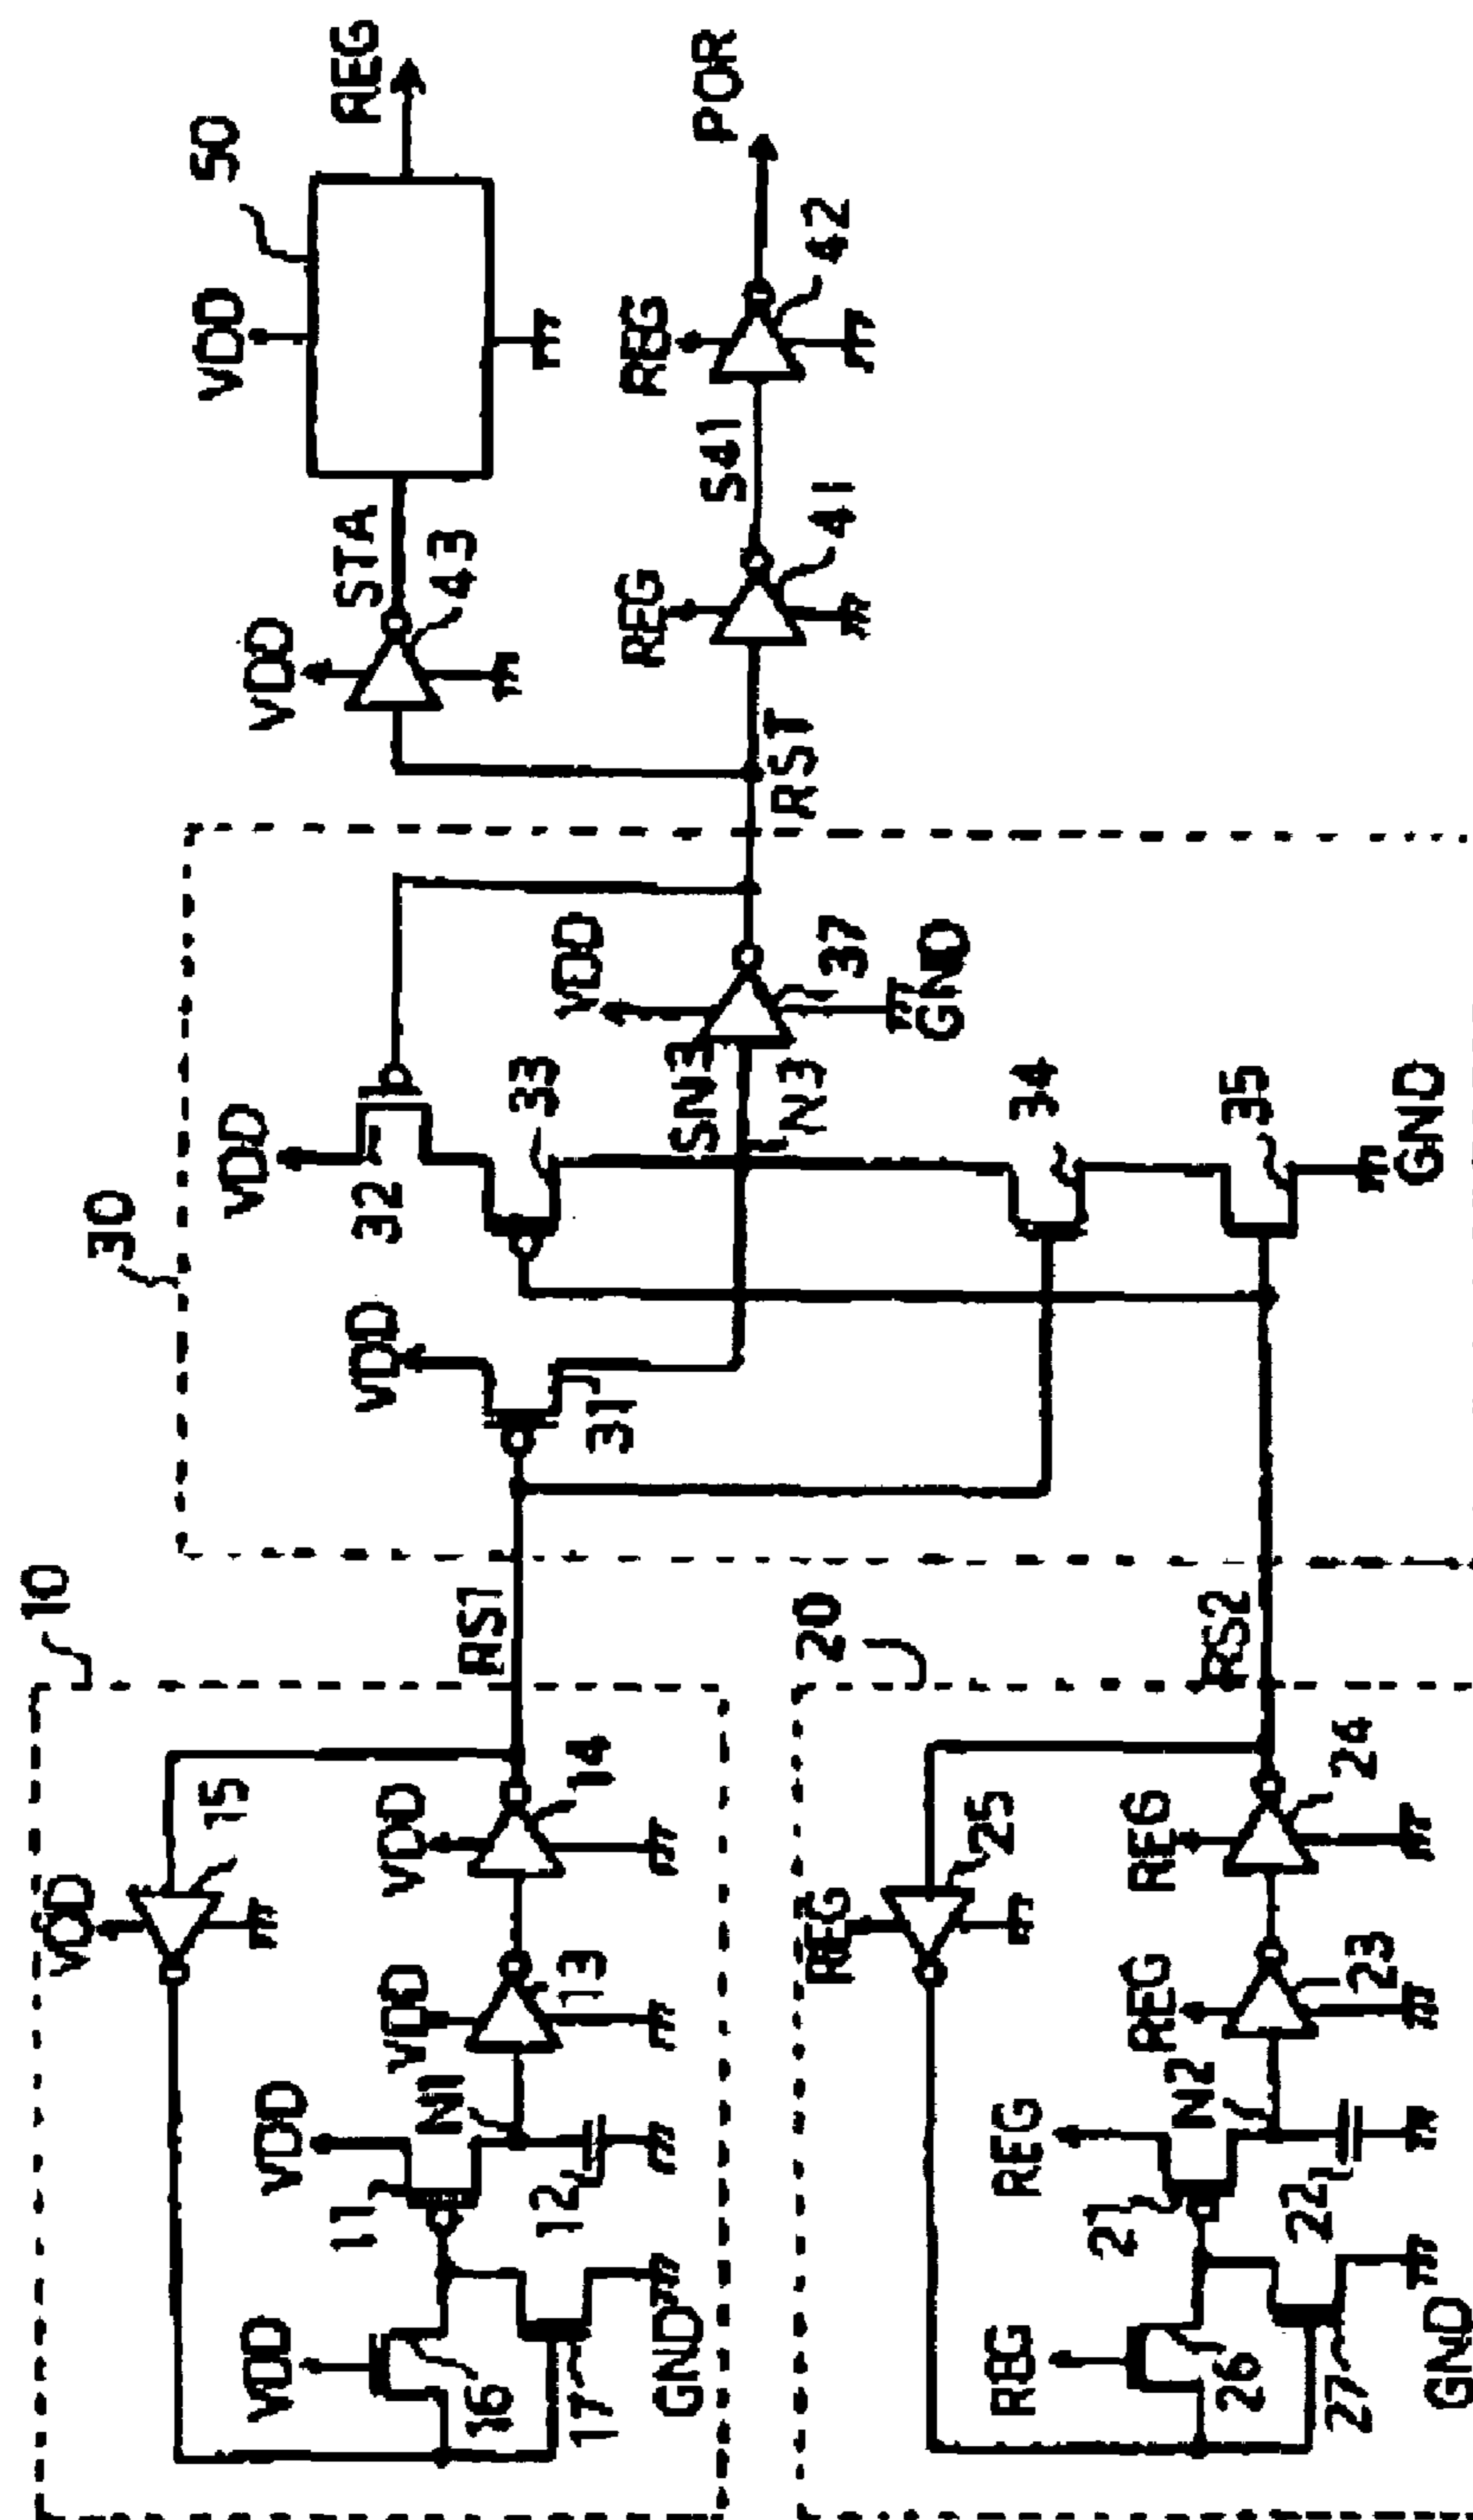 10
VDD
15
VDD
VDD
VDD
VDD
11
N1
16
12
13
14
17
GND
RS1
20
REG
25
REG
REG
REG
REG
21
N2
26
22
23
24
27
GND
RS2
30
VDD
VDD
32
33
31
VDD
SN3
N3
37
GND
34
35
GND
RST
VDD
STA
43
VDD
50
REG
REG
41
S41
REG
42
POR